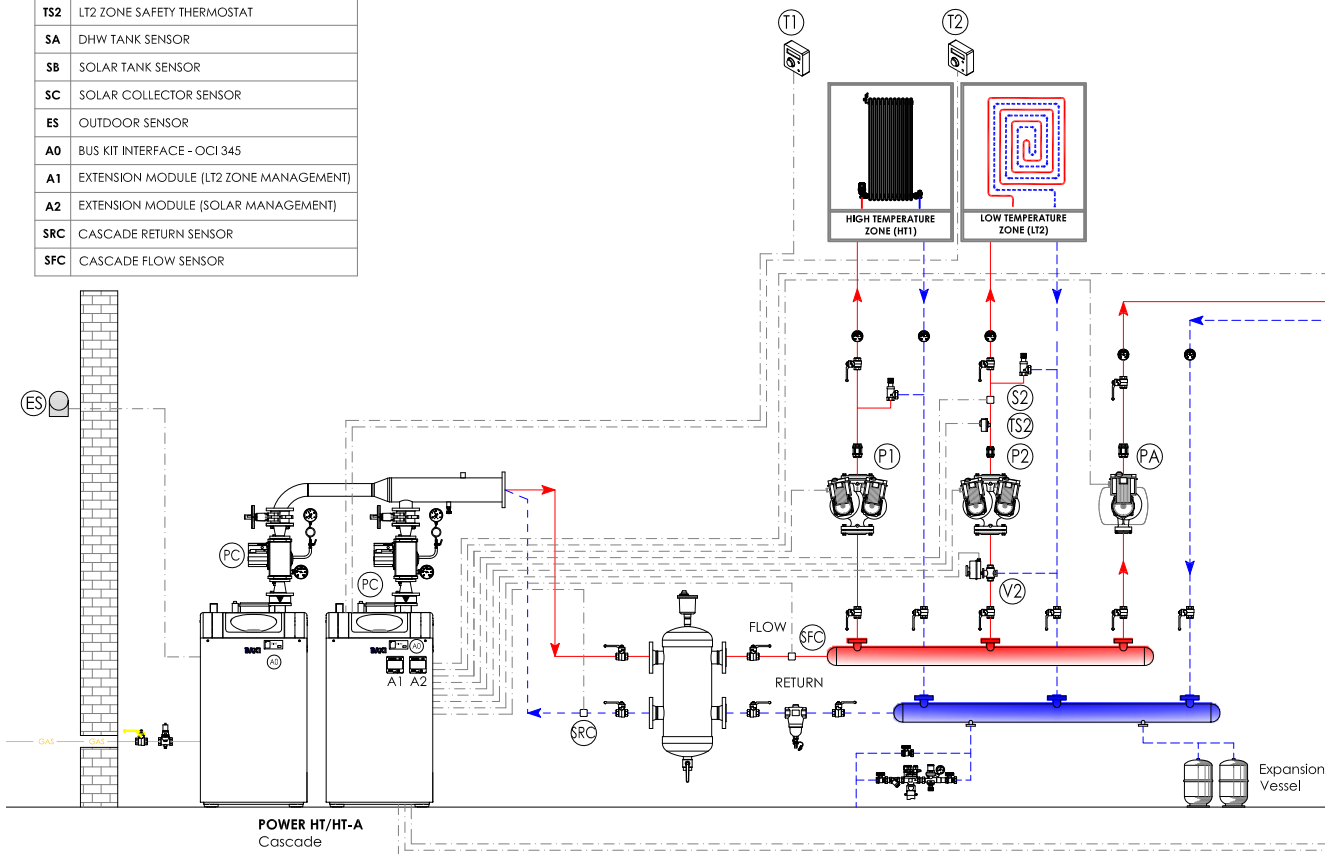 TS2 LT2 ZONE SAFETY THERMOSTAT
SA DHW TANK SENSOR
SB SOLAR TANK SENSOR
SC SOLAR COLLECTOR SENSOR
ES OUTDOOR SENSOR
A0 BUS KIT INTERFACE - OCI 345
A1 EXTENSION MODULE (LT2 ZONE MANAGEMENT)
A2 EXTENSION MODULE (SOLAR MANAGEMENT)
SRC CASCADE RETURN SENSOR
SFC CASCADE FLOW SENSOR
T1
T2
HIGH TEMPERATURE
ZONE (HT1)
LOW TEMPERATURE
ZONE (LT2)
ES
S2
TS2
P1
P2
PA
PC
PC
V2
FLOW
SFC
RETURN
SRC
BAXI
A0
BAXI
A0
A1 A2
GAS
GAS
Expansion
Vessel
POWER HT/HT-A
Cascade